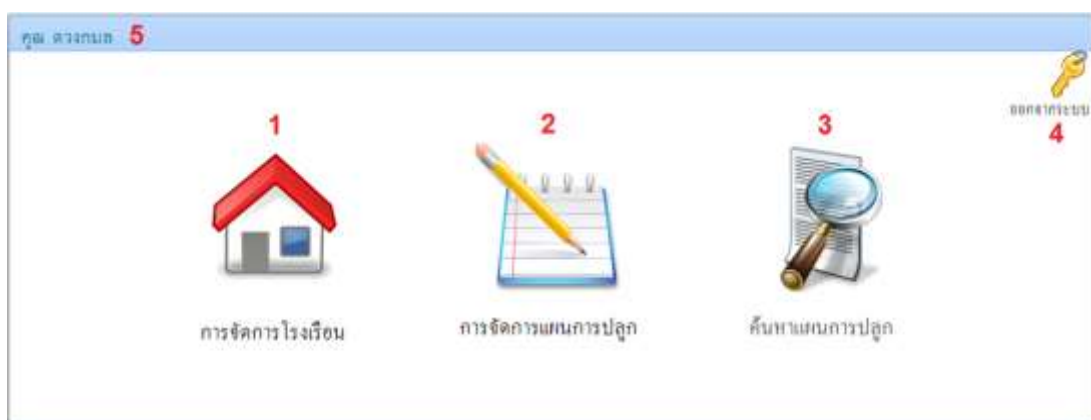 คุณ ดวงกมล 5
ออกจากระบบ
4
1
2
3
การจัดการโรงเรือน
การจัดการแผนการปลูก
ค้นหาแผนการปลูก